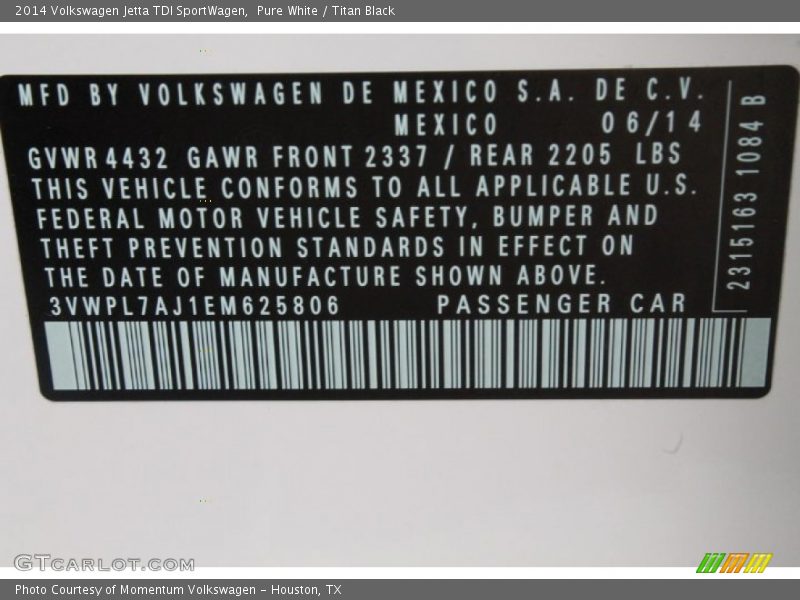 2014 Volkswagen Jetta TDI SportWagen,  Pure White / Titan Black
MFD BY VOLKSWAGEN DE MEXICO S.A. DE C.V.
MEXICO 06/14
GVWR 4432 GAWR FRONT 2337 / REAR 2205 LBS
THIS VEHICLE CONFORMS TO ALL APPLICABLE U.S.
FEDERAL MOTOR VEHICLE SAFETY, BUMPER AND
THEFT PREVENTION STANDARDS IN EFFECT ON
THE DATE OF MANUFACTURE SHOWN ABOVE.
3VWPL7AJ1EM625806 PASSENGER CAR
2315163 1084 B
GTCARLOT.COM
Photo Courtesy of Momentum Volkswagen - Houston, TX